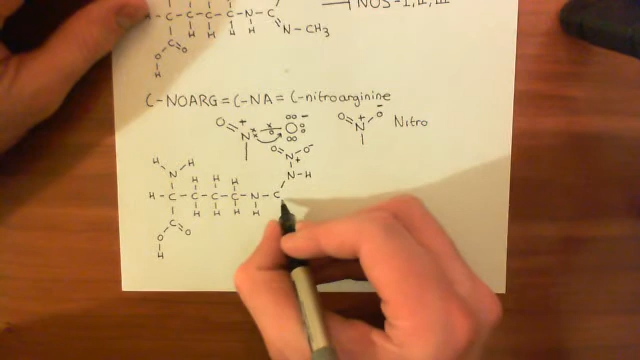 NOS-I, II, III
H-C-C-C-C-N-C
H H H H H
N-CH₃
C O
O
H
L-NOARG = L-NA = L-nitroarginine
O N + O -
O N + O - Nitro
O N + O -
H H
N N-H
H H H
H-C-C-C-C-N-C
H H H H
C O
O
H